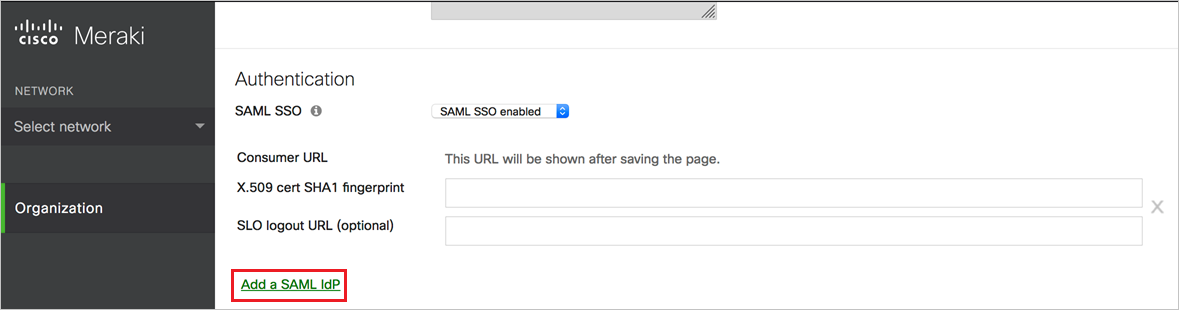 cisco Meraki
NETWORK
Select network
Organization
Authentication
SAML SSO
SAML SSO enabled
Consumer URL
This URL will be shown after saving the page.
X.509 cert SHA1 fingerprint
X
SLO logout URL (optional)
Add a SAML IdP